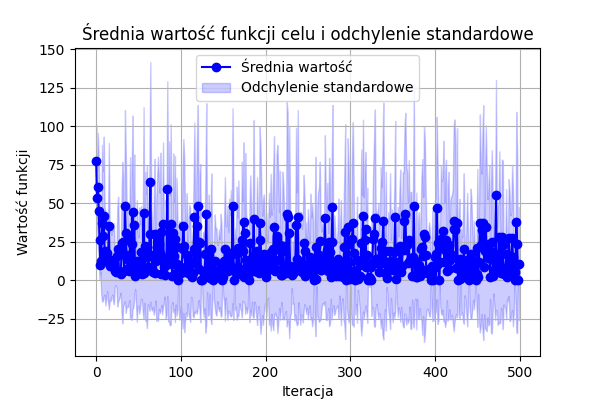 Średnia wartość funkcji celu i odchylenie standardowe
Średnia wartość
Odchylenie standardowe
Wartość funkcji
150
125
100
75
50
25
0
−25
0 100 200 300 400 500
Iteracja